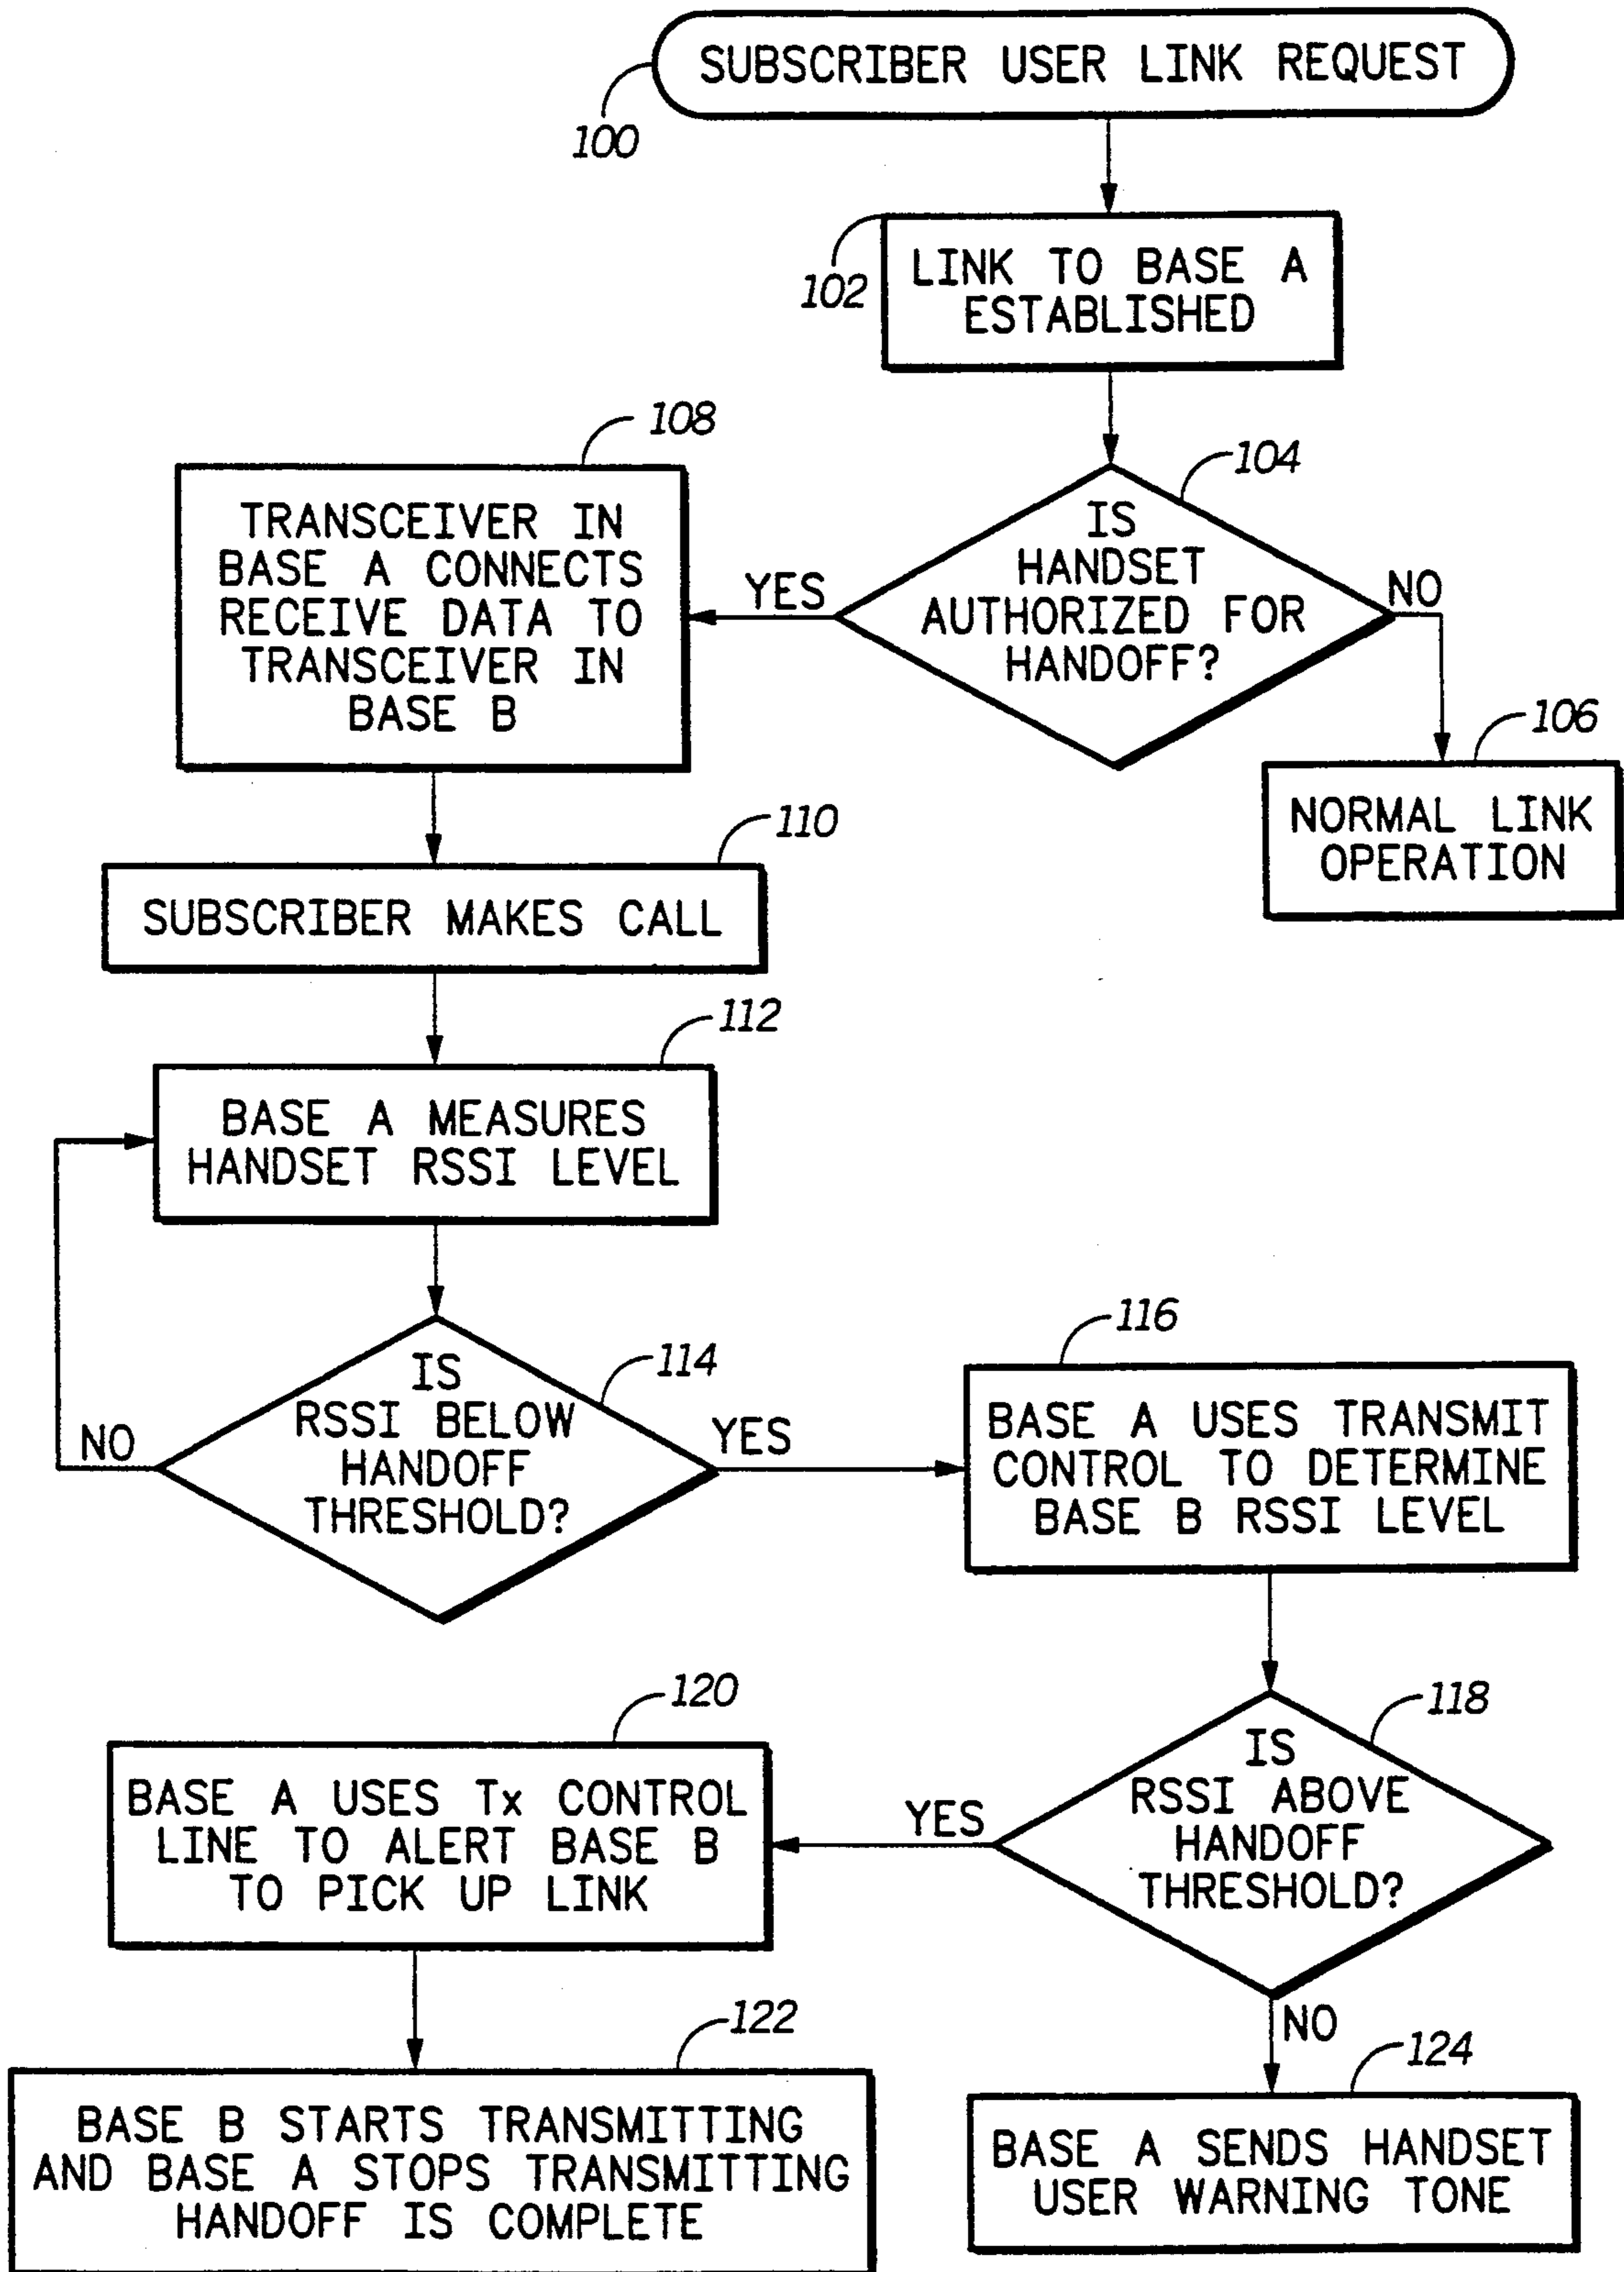 SUBSCRIBER USER LINK REQUEST
100
LINK TO BASE A
ESTABLISHED
102
108
TRANSCEIVER IN
BASE A CONNECTS
RECEIVE DATA TO
TRANSCEIVER IN
BASE B
104
IS
HANDSET
AUTHORIZED FOR
HANDOFF?
YES
NO
106
NORMAL LINK
OPERATION
110
SUBSCRIBER MAKES CALL
112
BASE A MEASURES
HANDSET RSSI LEVEL
114
IS
RSSI BELOW
HANDOFF
THRESHOLD?
NO
YES
116
BASE A USES TRANSMIT
CONTROL TO DETERMINE
BASE B RSSI LEVEL
118
IS
RSSI ABOVE
HANDOFF
THRESHOLD?
YES
NO
120
BASE A USES Tx CONTROL
LINE TO ALERT BASE B
TO PICK UP LINK
122
BASE B STARTS TRANSMITTING
AND BASE A STOPS TRANSMITTING
HANDOFF IS COMPLETE
124
BASE A SENDS HANDSET
USER WARNING TONE